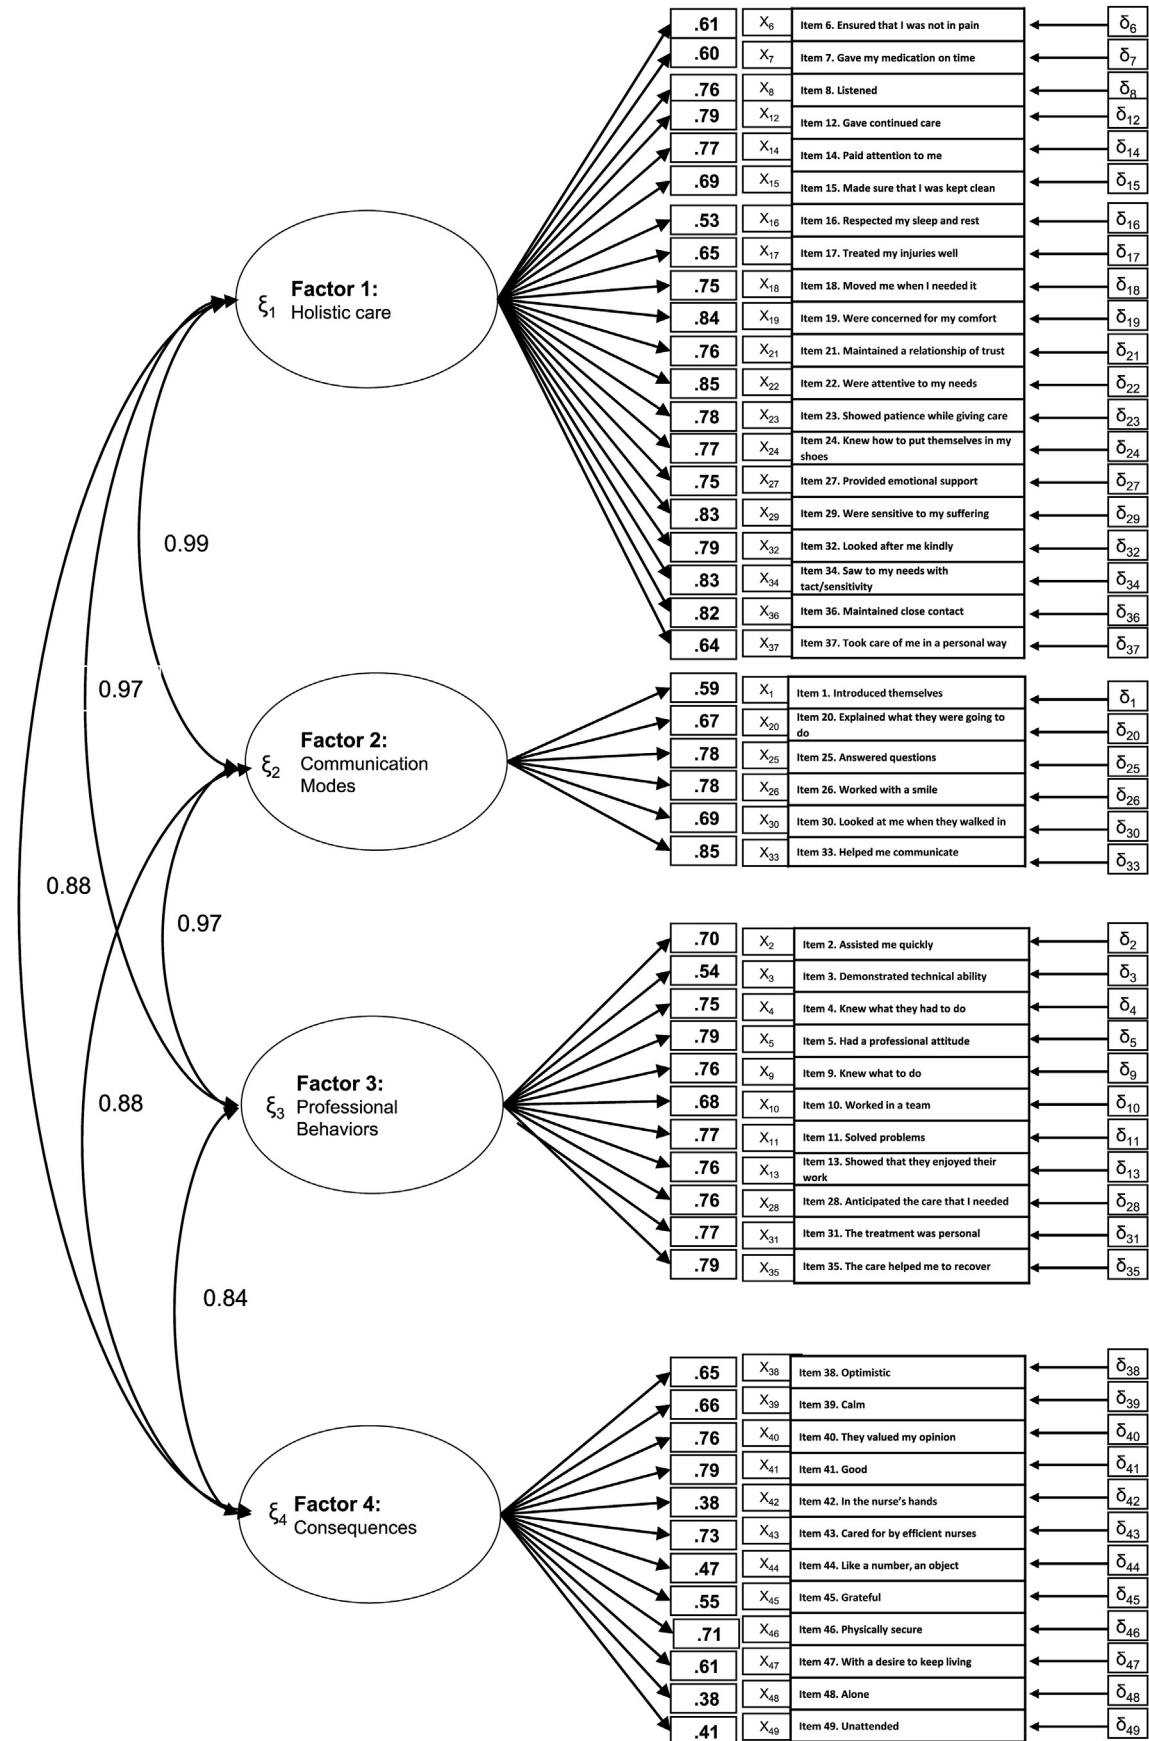 .61 X6 Item 6. Ensured that I was not in pain δ6
.60 X7 Item 7. Gave my medication on time δ7
.76 X8 Item 8. Listened δ8
.79 X12 Item 12. Gave continued care δ12
.77 X14 Item 14. Paid attention to me δ14
.69 X15 Item 15. Made sure that I was kept clean δ15
.53 X16 Item 16. Respected my sleep and rest δ16
.65 X17 Item 17. Treated my injuries well δ17
.75 X18 Item 18. Moved me when I needed it δ18
.84 X19 Item 19. Were concerned for my comfort δ19
.76 X21 Item 21. Maintained a relationship of trust δ21
.85 X22 Item 22. Were attentive to my needs δ22
.78 X23 Item 23. Showed patience while giving care δ23
.77 X24 Item 24. Knew how to put themselves in my δ24
shoes
.75 X27 Item 27. Provided emotional support δ27
.83 X29 Item 29. Were sensitive to my suffering δ29
.79 X32 Item 32. Looked after me kindly δ32
.83 X34 Item 34. Saw to my needs with δ34
tact/sensitivity
.82 X36 Item 36. Maintained close contact δ36
.64 X37 Item 37. Took care of me in a personal way δ37
Factor 1:
ξ1 Holistic care
0.99
0.97
.59 X1 Item 1. Introduced themselves δ1
.67 X20 Item 20. Explained what they were going to δ20
do
.78 X25 Item 25. Answered questions δ25
.78 X26 Item 26. Worked with a smile δ26
.69 X30 Item 30. Looked at me when they walked in δ30
.85 X33 Item 33. Helped me communicate δ33
Factor 2:
ξ2 Communication
Modes
0.88
0.97
.70 X2 Item 2. Assisted me quickly δ2
.54 X3 Item 3. Demonstrated technical ability δ3
.75 X4 Item 4. Knew what they had to do δ4
.79 X5 Item 5. Had a professional attitude δ5
.76 X9 Item 9. Knew what to do δ9
.68 X10 Item 10. Worked in a team δ10
.77 X11 Item 11. Solved problems δ11
.76 X13 Item 13. Showed that they enjoyed their δ13
work
.76 X28 Item 28. Anticipated the care that I needed δ28
.77 X31 Item 31. The treatment was personal δ31
.79 X35 Item 35. The care helped me to recover δ35
Factor 3:
ξ3 Professional
Behaviors
0.88
0.84
.65 X38 Item 38. Optimistic δ38
.66 X39 Item 39. Calm δ39
.76 X40 Item 40. They valued my opinion δ40
.79 X41 Item 41. Good δ41
.38 X42 Item 42. In the nurse's hands δ42
.73 X43 Item 43. Cared for by efficient nurses δ43
.47 X44 Item 44. Like a number, an object δ44
.55 X45 Item 45. Grateful δ45
.71 X46 Item 46. Physically secure δ46
.61 X47 Item 47. With a desire to keep living δ47
.38 X48 Item 48. Alone δ48
.41 X49 Item 49. Unattended δ49
Factor 4:
ξ4 Consequences